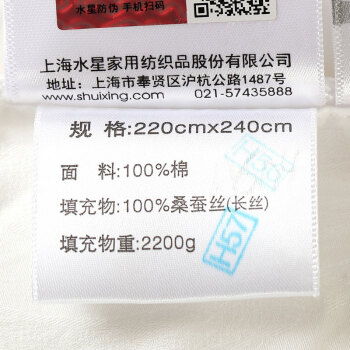 水星防伪 手机扫码
上海水星家用纺织品股份有限公司
地址：上海市奉贤区沪杭公路1487号
www.shuixing.com 021-57435888
规 格:220cmx240cm
面 料:100%棉
填充物:100%桑蚕丝(长丝)
填充物重:2200g
H57